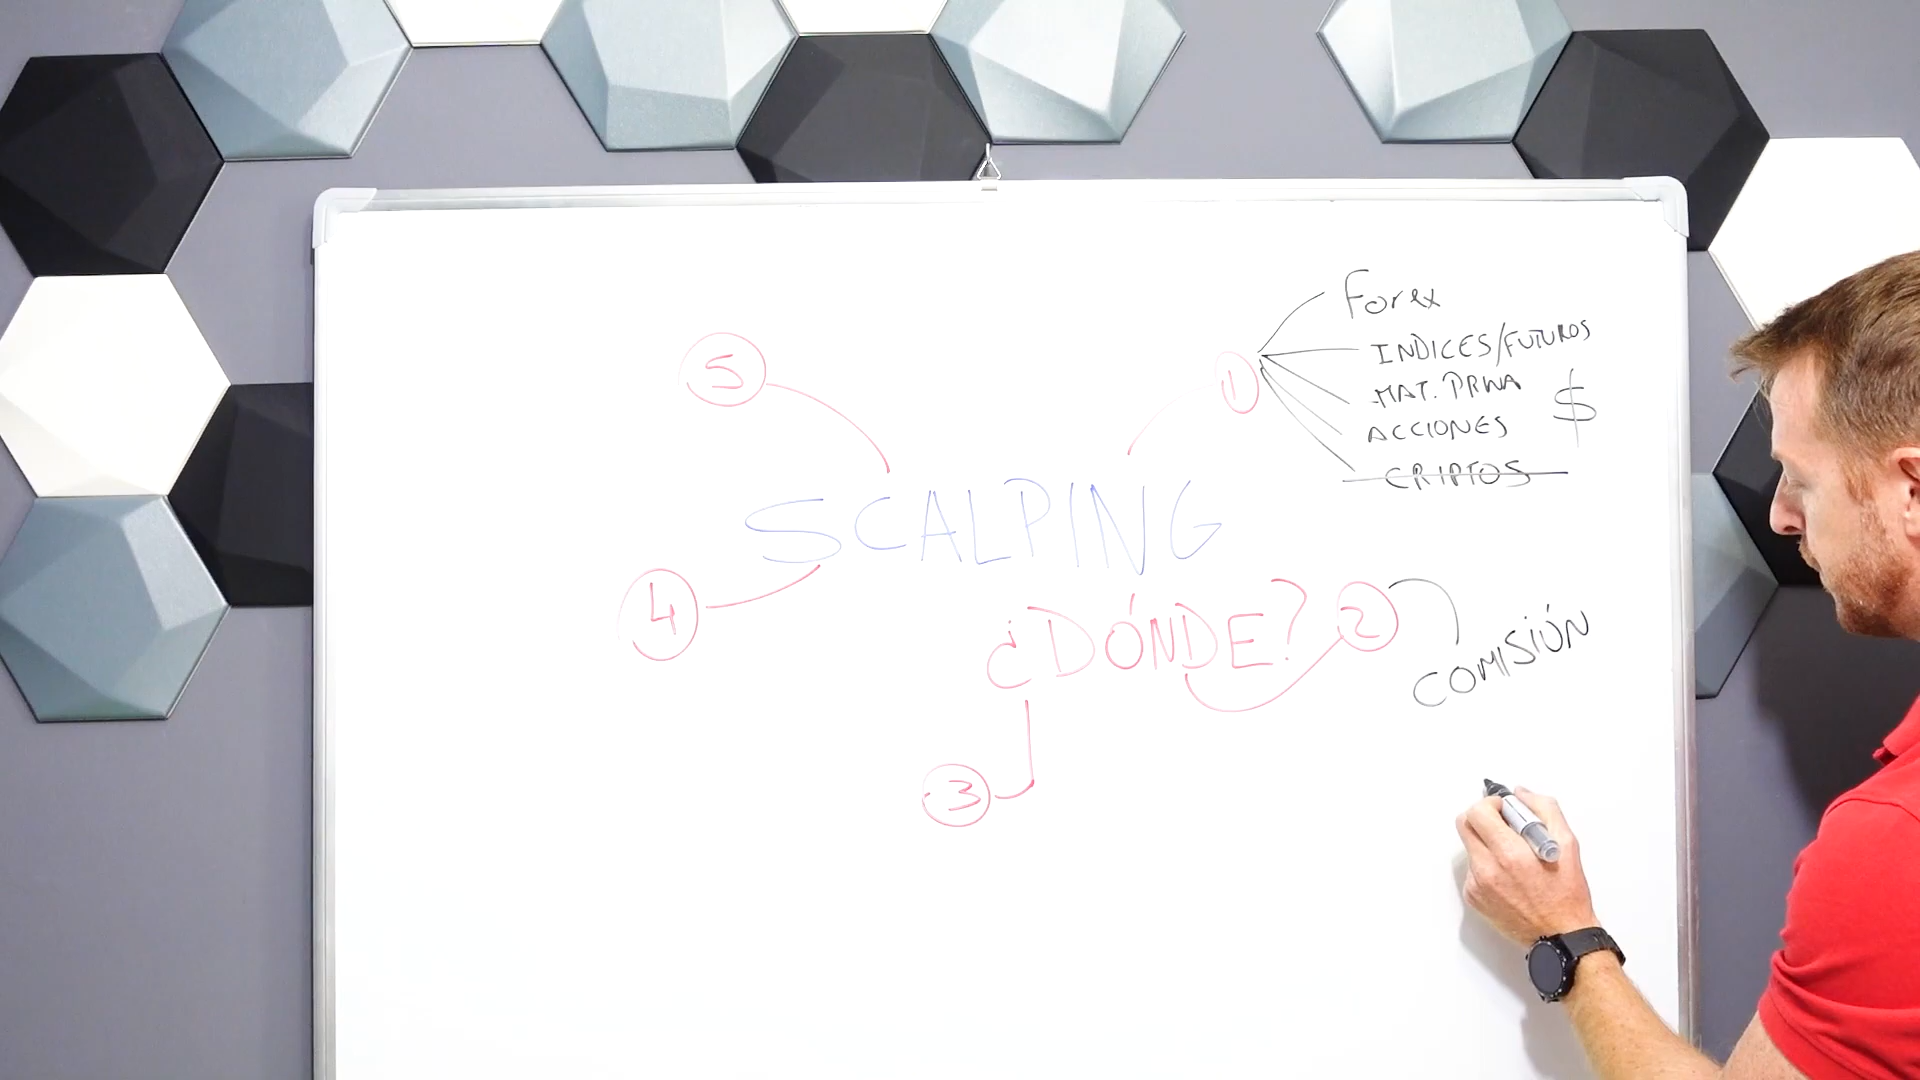 SCALPING
¿DÓNDE?
1
Forex
INDICES/FUTUROS
MAT. PRIMA
ACCIONES
$
CRIPTOS
2
COMISIÓN
3
4
5